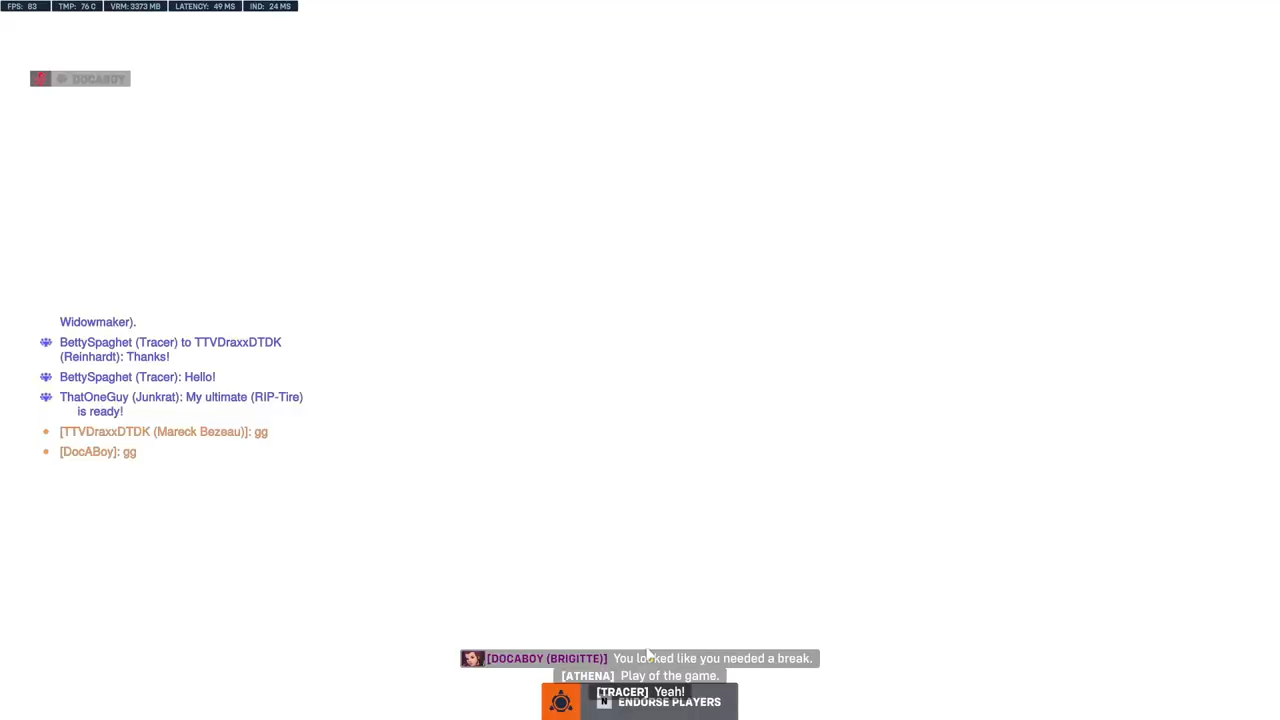 FPS: 83 TMP: 76 C VRM: 3373 MB LATENCY: 49 MS IND: 24 MS
DOCABOY
Widowmaker).
BettySpaghet (Tracer) to TTVDraxxDTDK
(Reinhardt): Thanks!
BettySpaghet (Tracer): Hello!
ThatOneGuy (Junkrat): My ultimate (RIP-Tire)
is ready!
[TTVDraxxDTDK (Mareck Bezeau)]: gg
[DocABoy]: gg
[DOCABOY (BRIGITTE)] You looked like you needed a break.
[ATHENA] Play of the game.
[TRACER] Yeah!
N ENDORSE PLAYERS